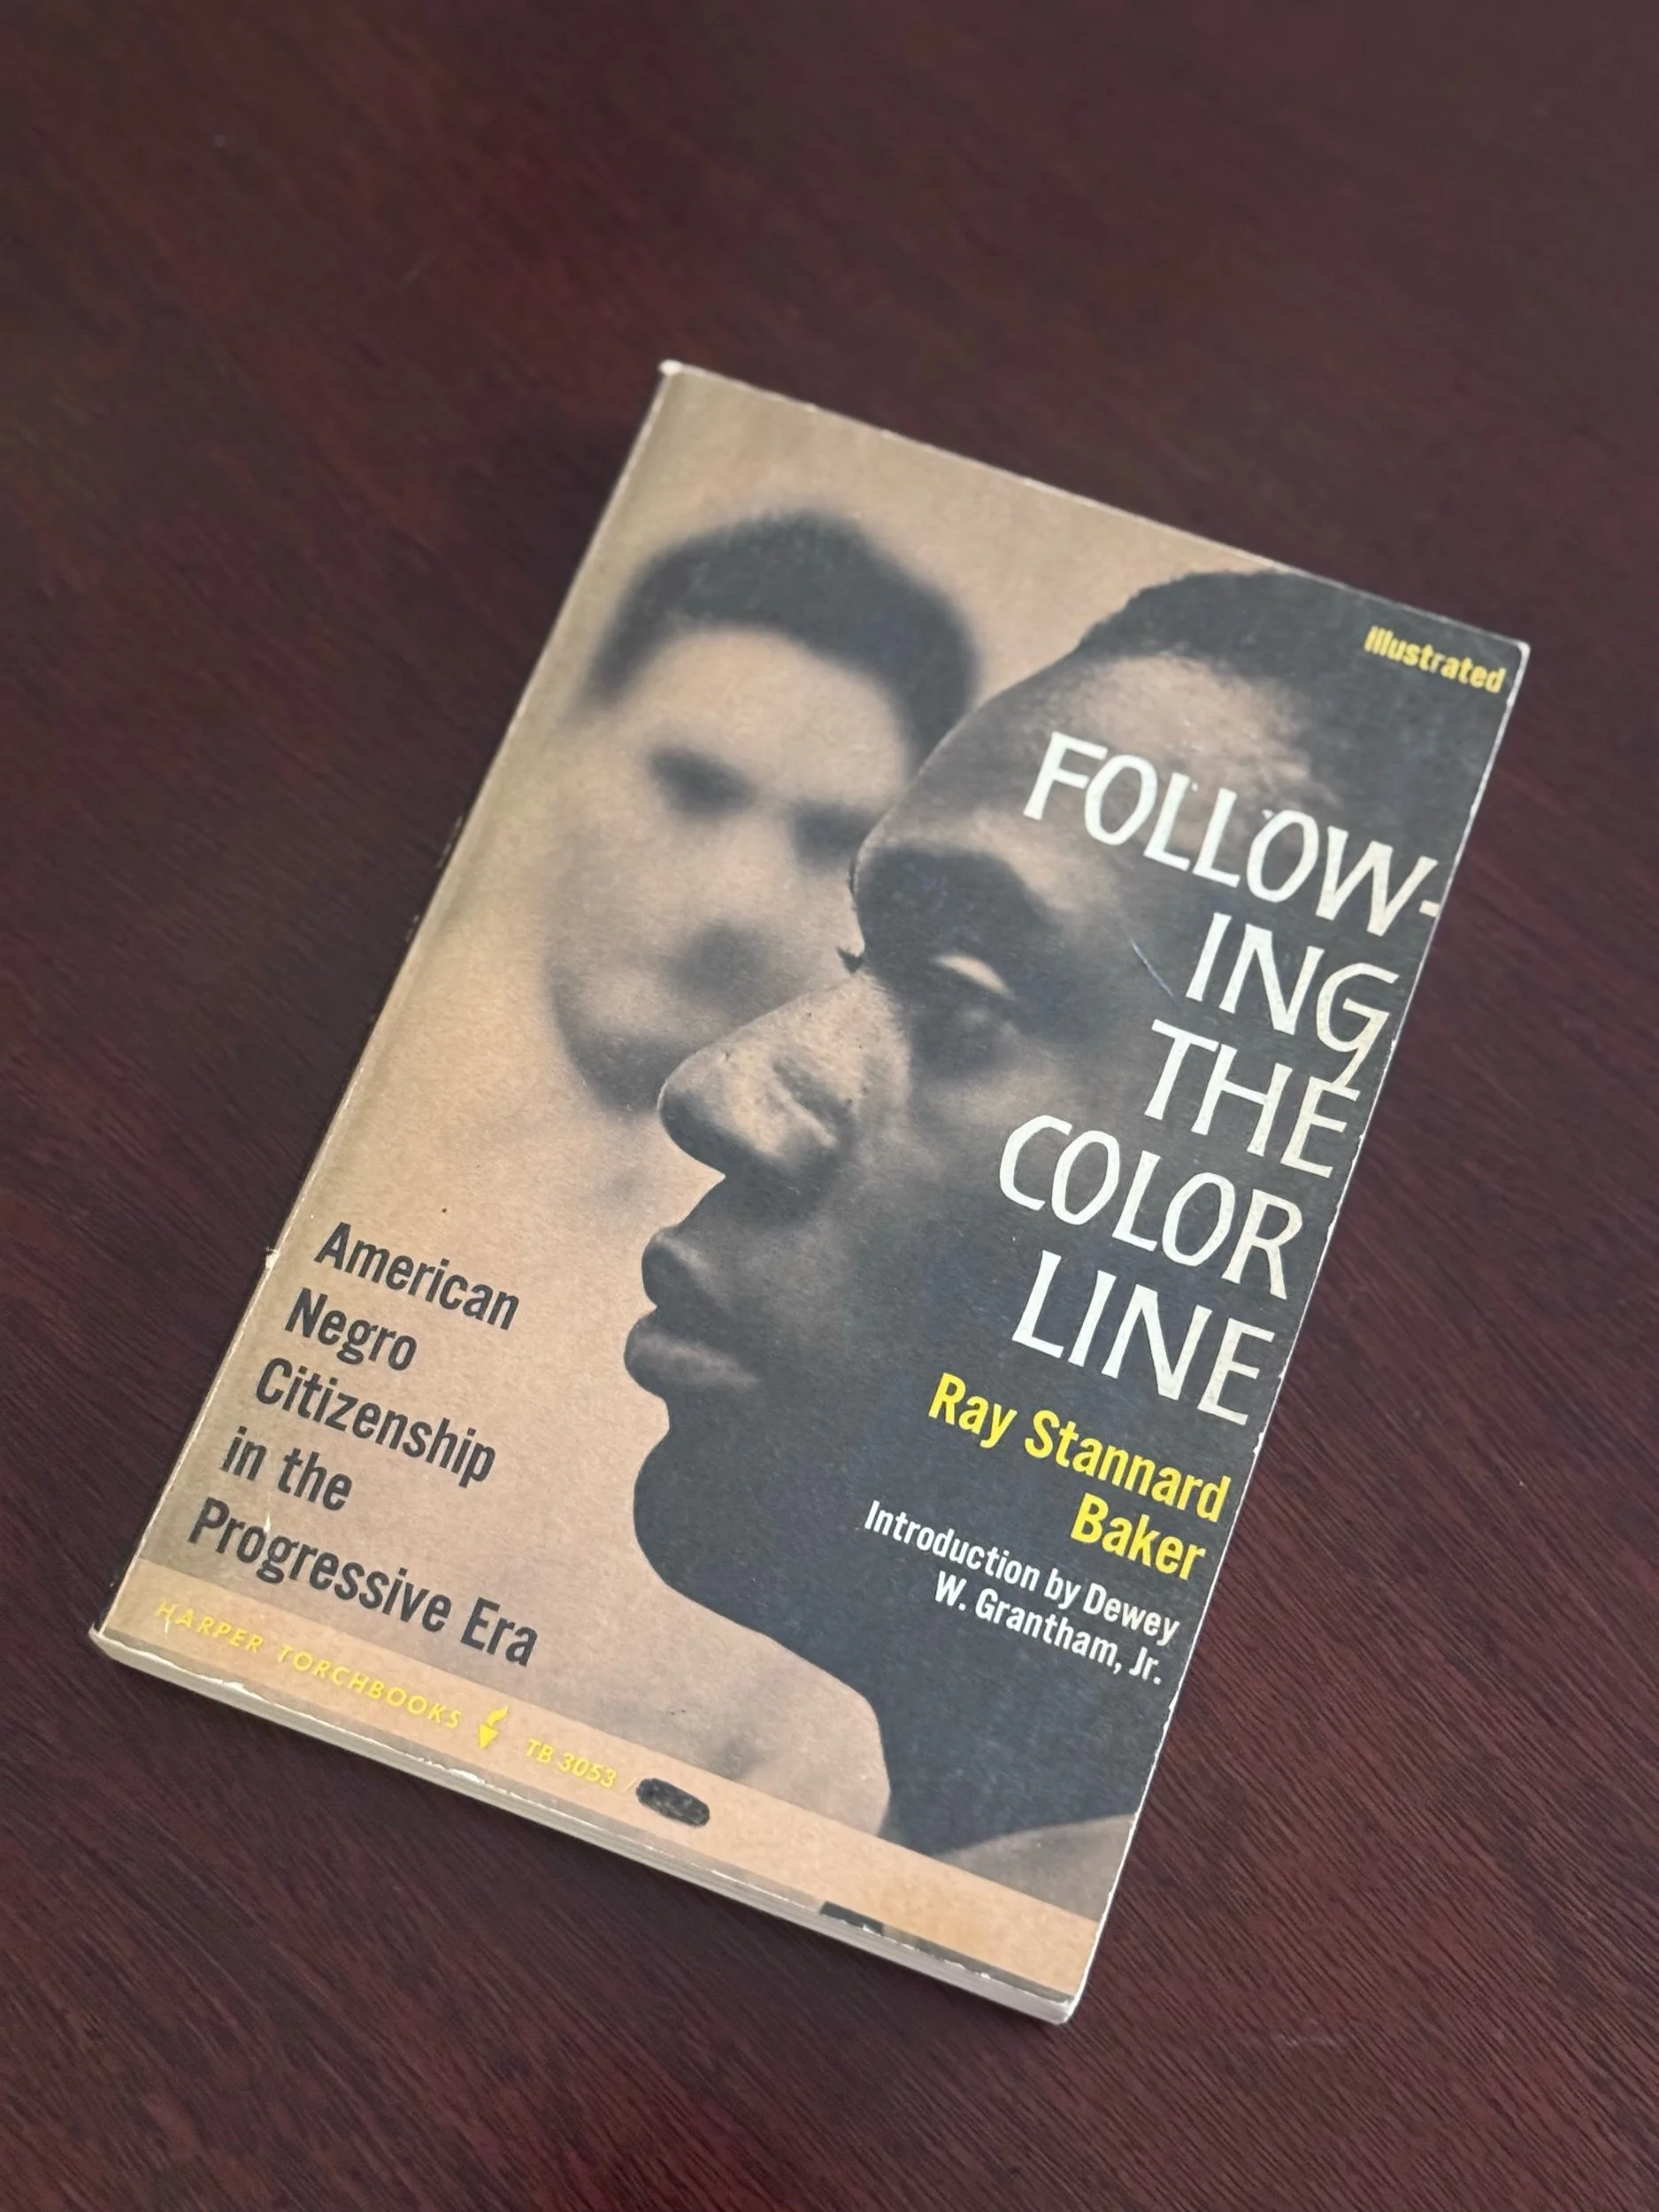 Illustrated
FOLLOW-
ING
THE
COLOR
LINE
Ray Stannard
Baker
Introduction by Dewey
W. Grantham, Jr.
American
Negro
Citizenship
in the
Progressive Era
HARPER TORCHBOOKS TB 3053 /